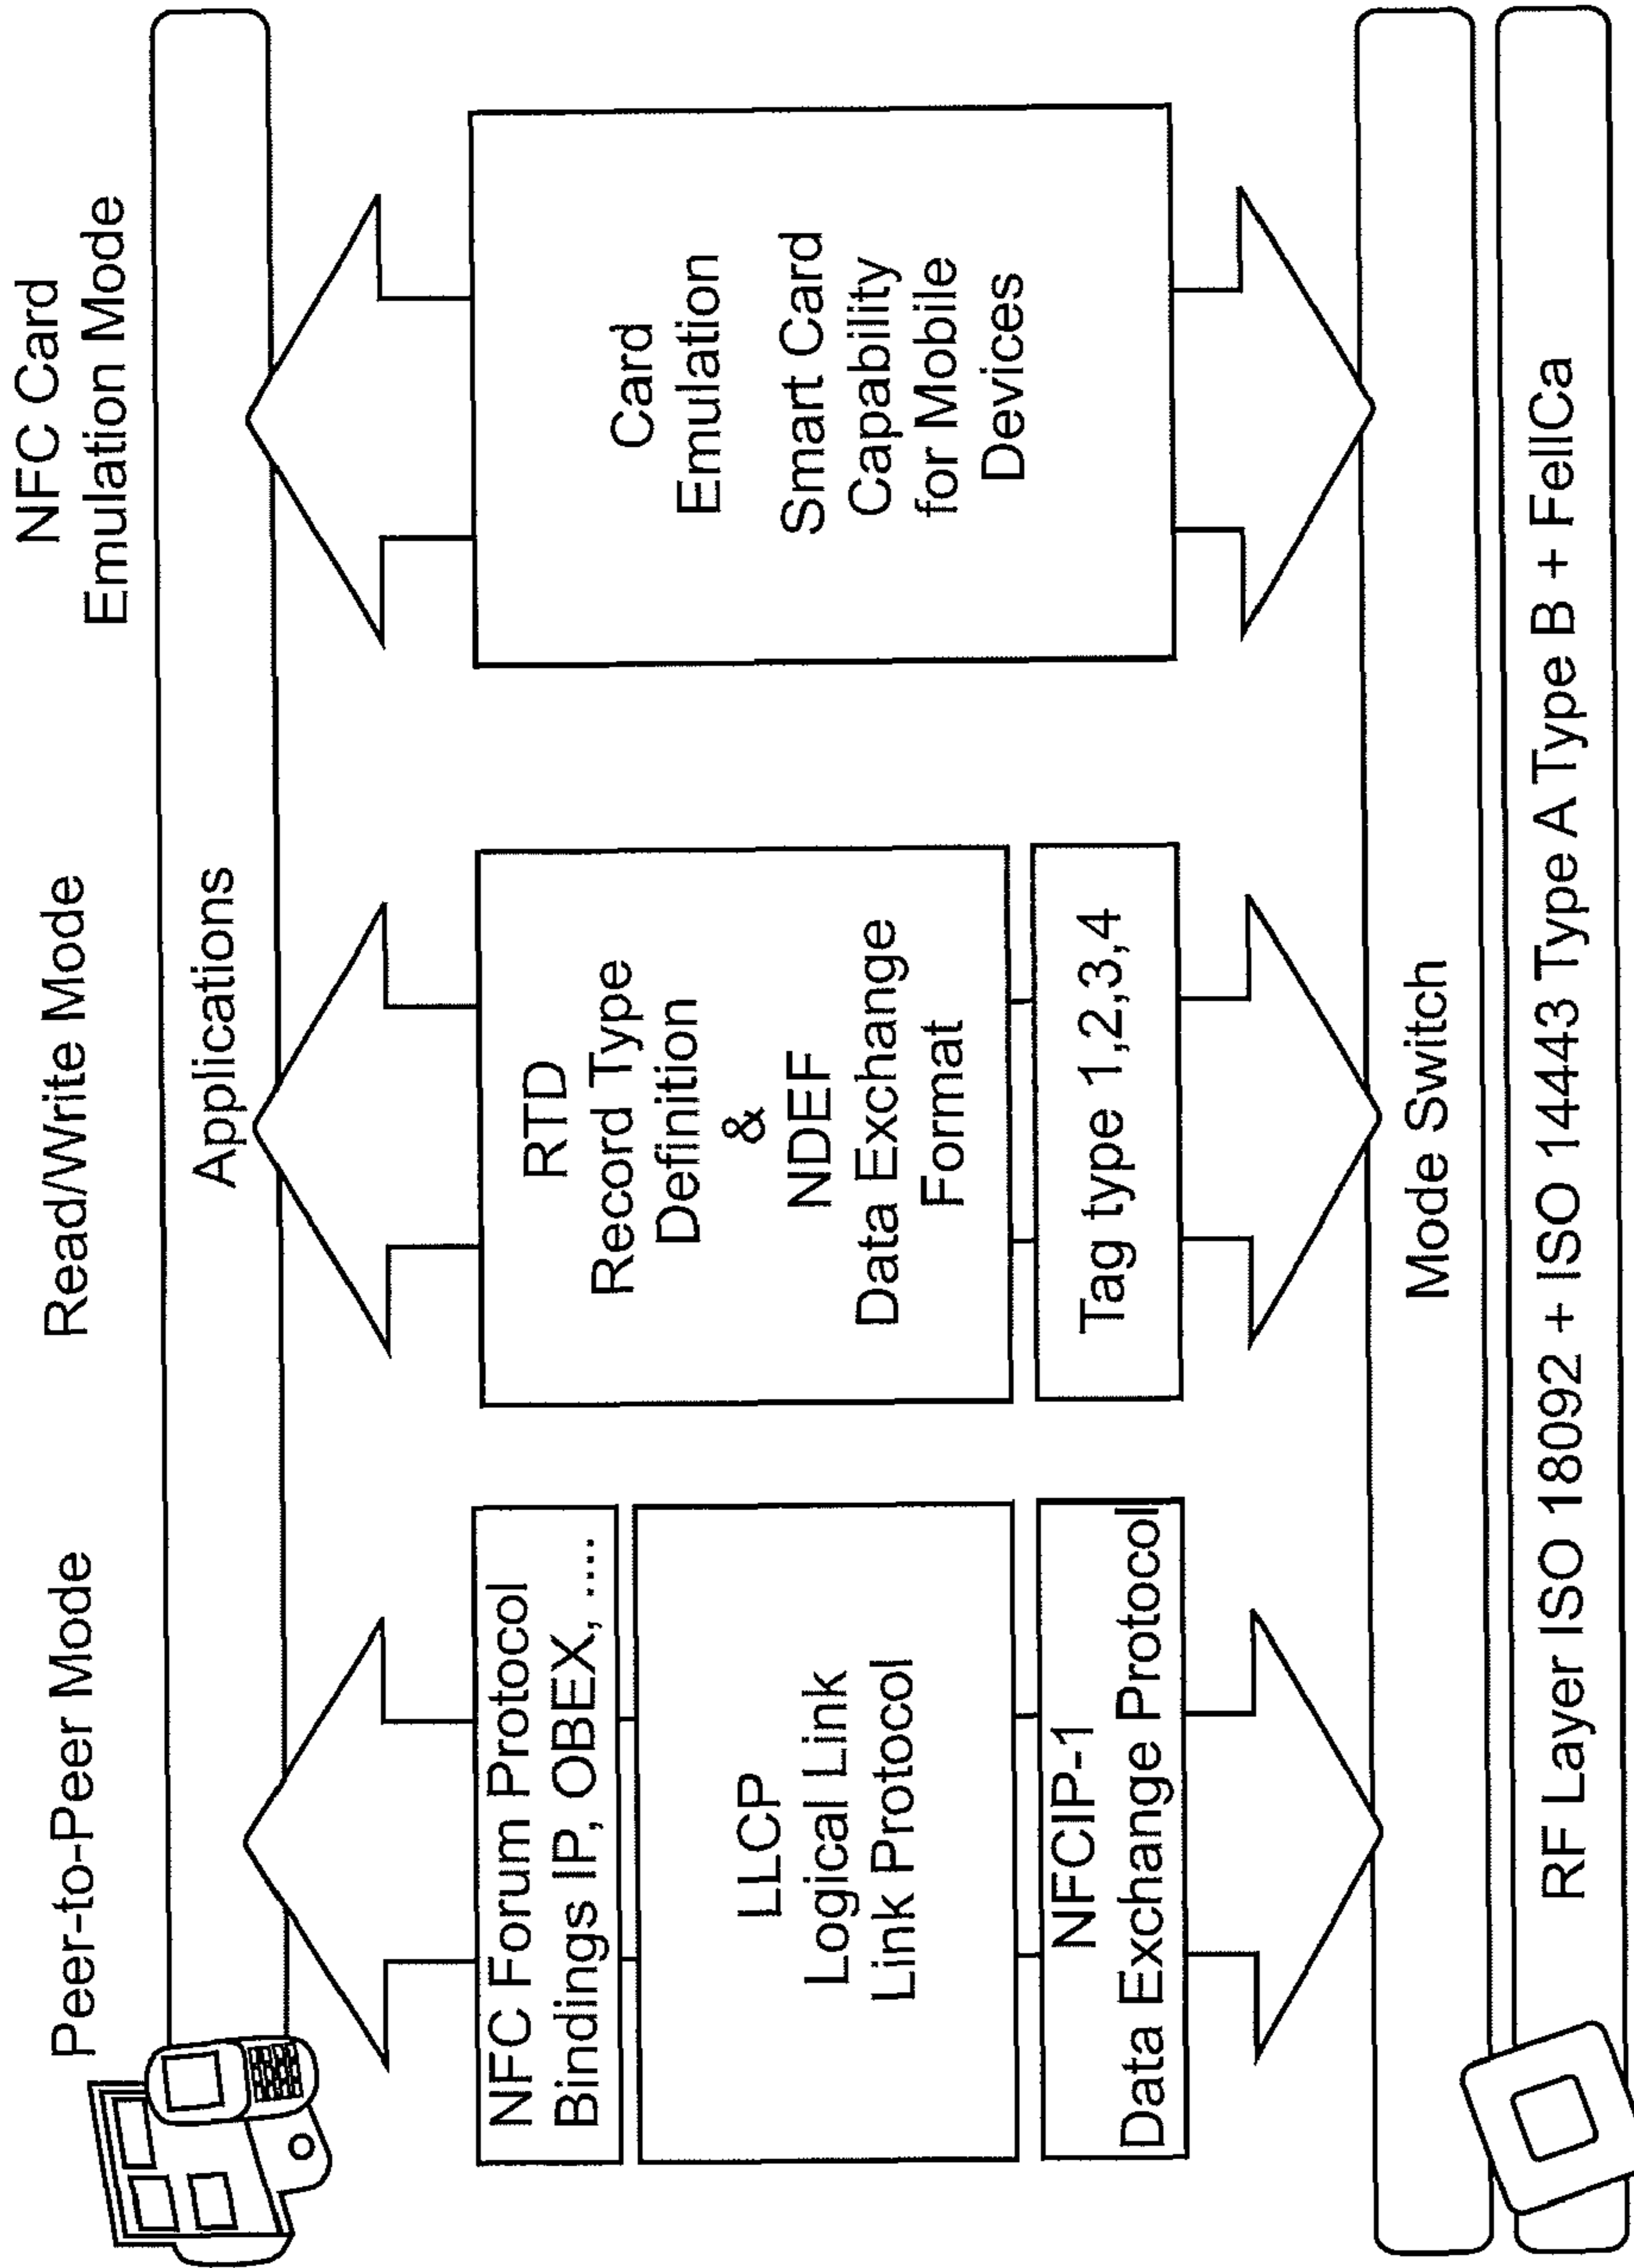 Peer-to-Peer Mode
Read/Write Mode
NFC Card
Emulation Mode
Applications
NFC Forum Protocol
Bindings IP, OBEX, ....
LLCP
Logical Link
Link Protocol
NFCIP-1
Data Exchange Protocol
RTD
Record Type
Definition
&
NDEF
Data Exchange
Format
Tag type 1,2,3,4
Card
Emulation
Smart Card
Capability
for Mobile
Devices
Mode Switch
RF Layer ISO 18092 + ISO 14443 Type A Type B + FellCa